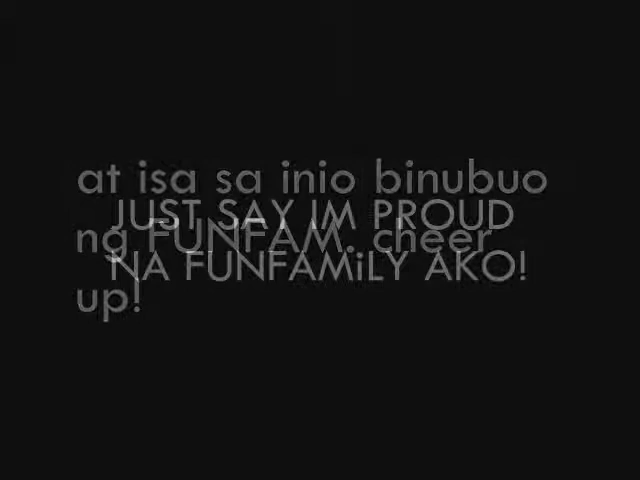 at isa sa inio binubuo
JUST SAY IM PROUD
ng FUNFAM. cheer
NA FUNFAMiLY AKO!
up!